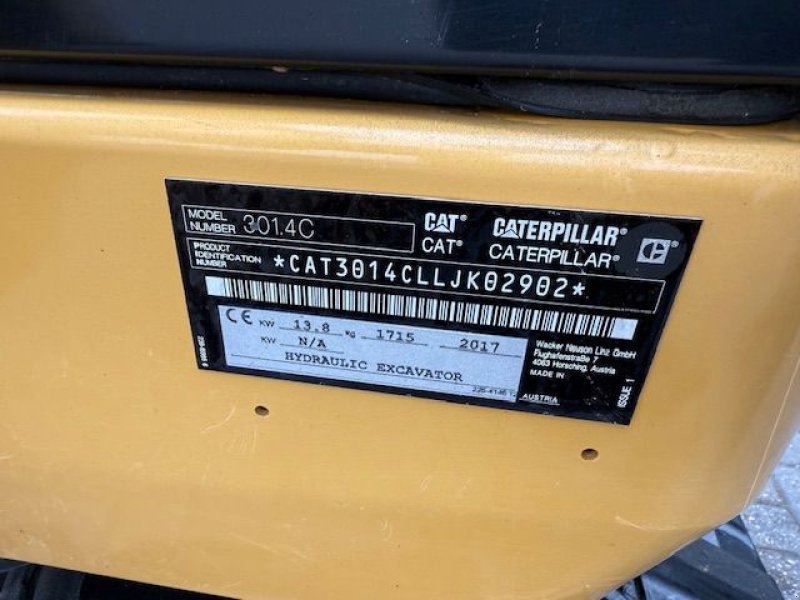 MODEL NUMBER 301.4C
CAT® CATERPILLAR®
CAT® CATERPILLAR®
C
PRODUCT IDENTIFICATION NUMBER *CAT3014CLLJK02902*
CE KW 13.8 kg 1715 2017
KW N/A
HYDRAULIC EXCAVATOR
Wacker Neuson Linz GmbH
Flughafenstraße 7
4063 Horsching, Austria
MADE IN
AUSTRIA
ISSUE 1